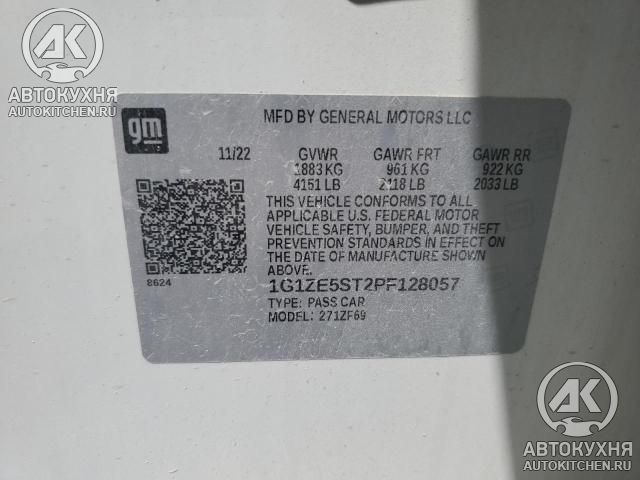 АК
АВТОКУХНЯ
AUTOKITCHEN.RU
gm
MFD BY GENERAL MOTORS LLC
11/22 GVWR GAWR FRT GAWR RR
1883 KG 961 KG 922 KG
4151 LB 2118 LB 2033 LB
THIS VEHICLE CONFORMS TO ALL
APPLICABLE U.S. FEDERAL MOTOR
VEHICLE SAFETY, BUMPER, AND THEFT
PREVENTION STANDARDS IN EFFECT ON
THE DATE OF MANUFACTURE SHOWN
ABOVE.
8624
1G1ZE5ST2PF128057
TYPE: PASS CAR
MODEL: 271ZF69
АК
АВТОКУХНЯ
AUTOKITCHEN.RU